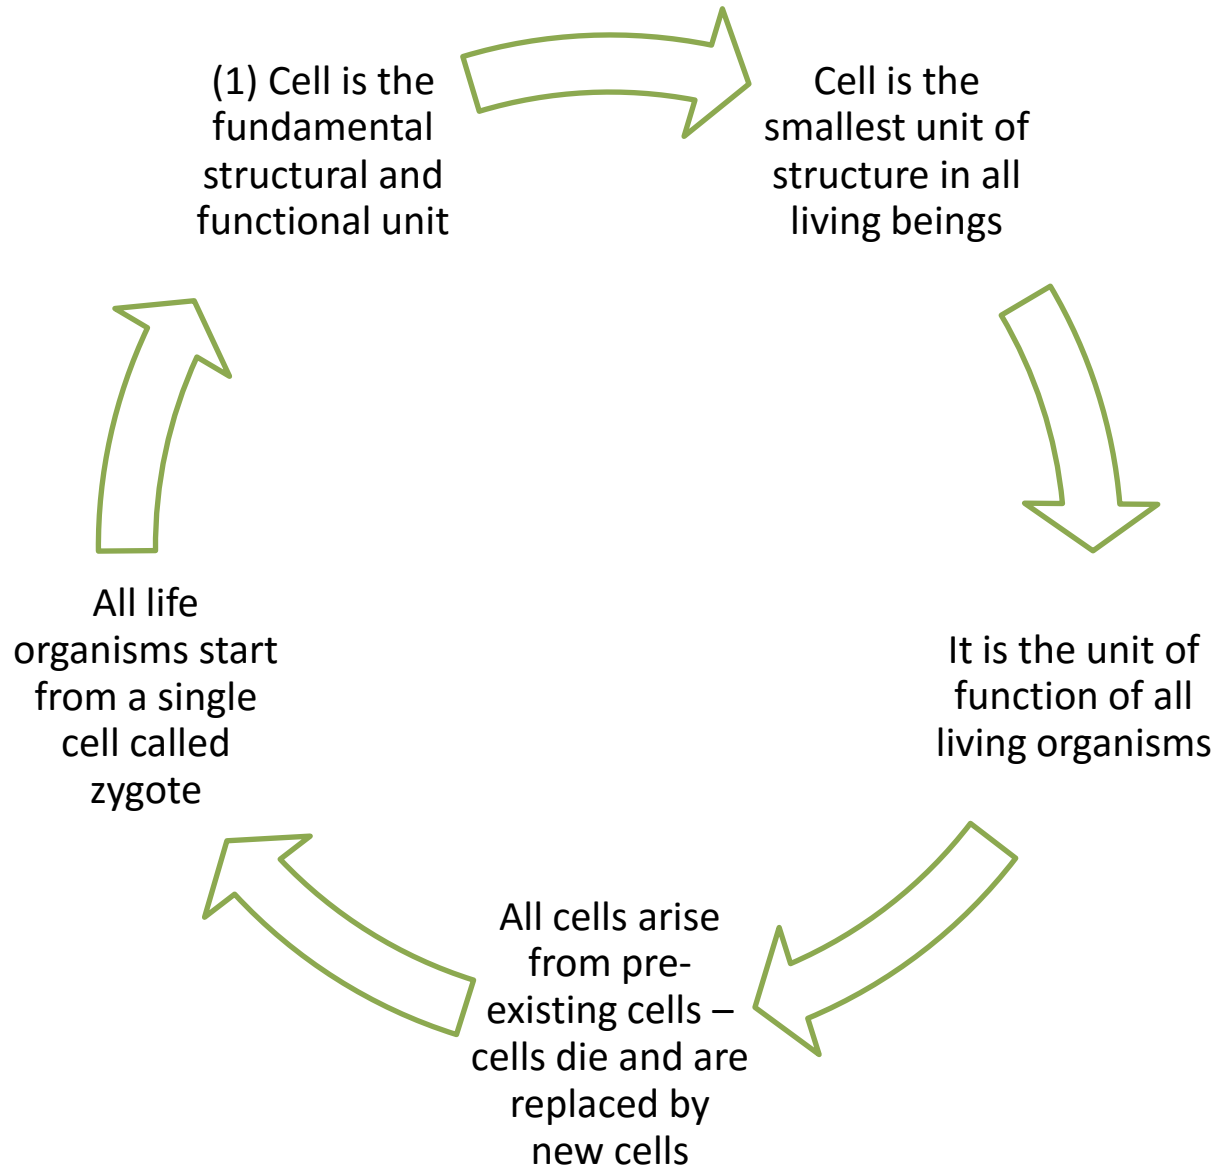 (1) Cell is the
fundamental
structural and
functional unit
Cell is the
smallest unit of
structure in all
living beings
It is the unit of
function of all
living organisms
All cells arise
from pre-
existing cells –
cells die and are
replaced by
new cells
All life
organisms start
from a single
cell called
zygote